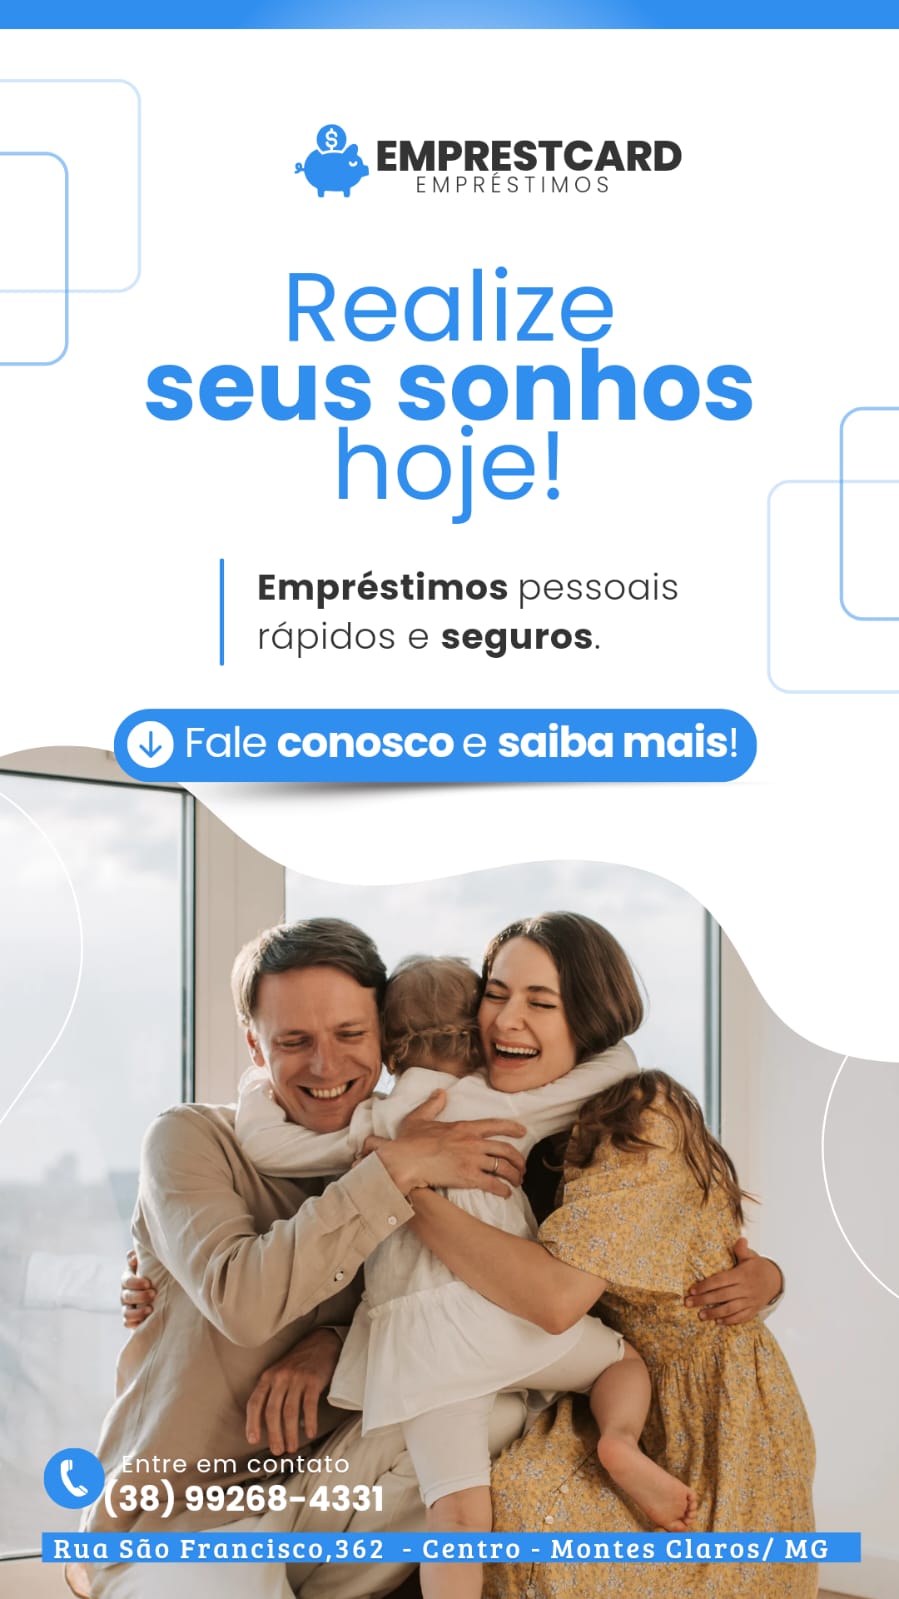 EMPRESTCARD
EMPRÉSTIMOS
Realize
seus sonhos
hoje!
Empréstimos pessoais
rápidos e seguros.
Fale conosco e saiba mais!
Entre em contato
(38) 99268-4331
Rua São Francisco,362 - Centro - Montes Claros/ MG